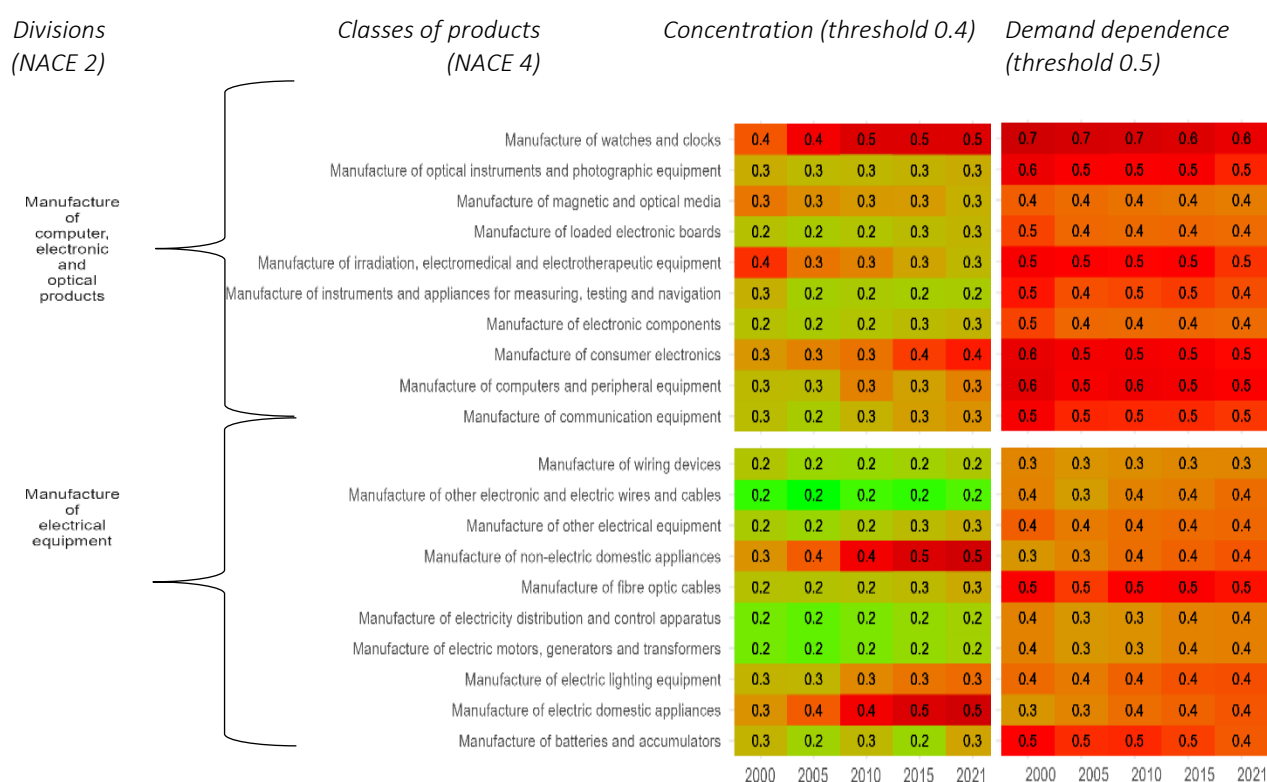 Divisions
(NACE 2)
Classes of products
(NACE 4)
Concentration (threshold 0.4)
Demand dependence
(threshold 0.5)
Manufacture
of
computer,
electronic
and
optical
products
Manufacture of watches and clocks 0.4 0.4 0.5 0.5 0.5 0.7 0.7 0.7 0.6 0.6
Manufacture of optical instruments and photographic equipment 0.3 0.3 0.3 0.3 0.3 0.6 0.5 0.5 0.5 0.5
Manufacture of magnetic and optical media 0.3 0.3 0.3 0.3 0.3 0.4 0.4 0.4 0.4 0.4
Manufacture of loaded electronic boards 0.2 0.2 0.2 0.3 0.3 0.5 0.4 0.4 0.4 0.4
Manufacture of irradiation, electromedical and electrotherapeutic equipment 0.4 0.3 0.3 0.3 0.3 0.5 0.5 0.5 0.5 0.5
Manufacture of instruments and appliances for measuring, testing and navigation 0.3 0.2 0.2 0.2 0.2 0.5 0.4 0.5 0.5 0.4
Manufacture of electronic components 0.2 0.2 0.2 0.3 0.3 0.5 0.4 0.4 0.4 0.4
Manufacture of consumer electronics 0.3 0.3 0.3 0.4 0.4 0.6 0.5 0.5 0.5 0.5
Manufacture of computers and peripheral equipment 0.3 0.3 0.3 0.3 0.3 0.6 0.5 0.6 0.5 0.5
Manufacture of communication equipment 0.3 0.2 0.3 0.3 0.3 0.5 0.5 0.5 0.5 0.5
Manufacture
of
electrical
equipment
Manufacture of wiring devices 0.2 0.2 0.2 0.2 0.2 0.3 0.3 0.3 0.3 0.3
Manufacture of other electronic and electric wires and cables 0.2 0.2 0.2 0.2 0.2 0.4 0.3 0.4 0.4 0.4
Manufacture of other electrical equipment 0.2 0.2 0.2 0.3 0.3 0.4 0.4 0.4 0.4 0.4
Manufacture of non-electric domestic appliances 0.3 0.4 0.4 0.5 0.5 0.3 0.3 0.4 0.4 0.4
Manufacture of fibre optic cables 0.2 0.2 0.2 0.3 0.3 0.5 0.5 0.5 0.5 0.5
Manufacture of electricity distribution and control apparatus 0.2 0.2 0.2 0.2 0.2 0.4 0.3 0.3 0.4 0.4
Manufacture of electric motors, generators and transformers 0.2 0.2 0.2 0.2 0.2 0.4 0.3 0.3 0.4 0.4
Manufacture of electric lighting equipment 0.3 0.3 0.3 0.3 0.3 0.4 0.4 0.4 0.4 0.4
Manufacture of electric domestic appliances 0.3 0.4 0.4 0.5 0.5 0.3 0.3 0.4 0.4 0.4
Manufacture of batteries and accumulators 0.3 0.2 0.3 0.2 0.3 0.5 0.5 0.5 0.5 0.4
2000 2005 2010 2015 2021 2000 2005 2010 2015 2021